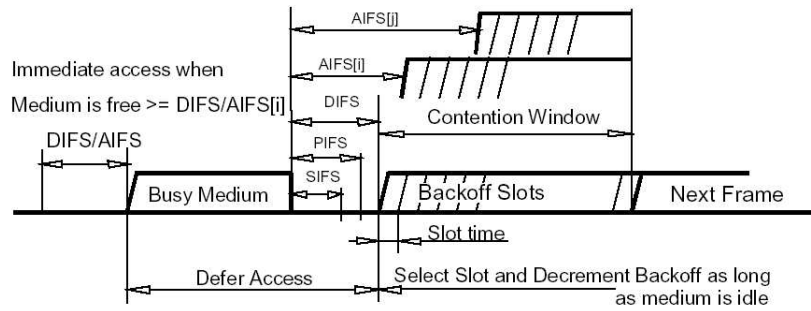 AIFS[j]
AIFS[i]
Immediate access when
Medium is free >= DIFS/AIFS[i]
DIFS
Contention Window
DIFS/AIFS
PIFS
SIFS
Busy Medium
Backoff Slots
Next Frame
Slot time
Defer Access
Select Slot and Decrement Backoff as long
as medium is idle